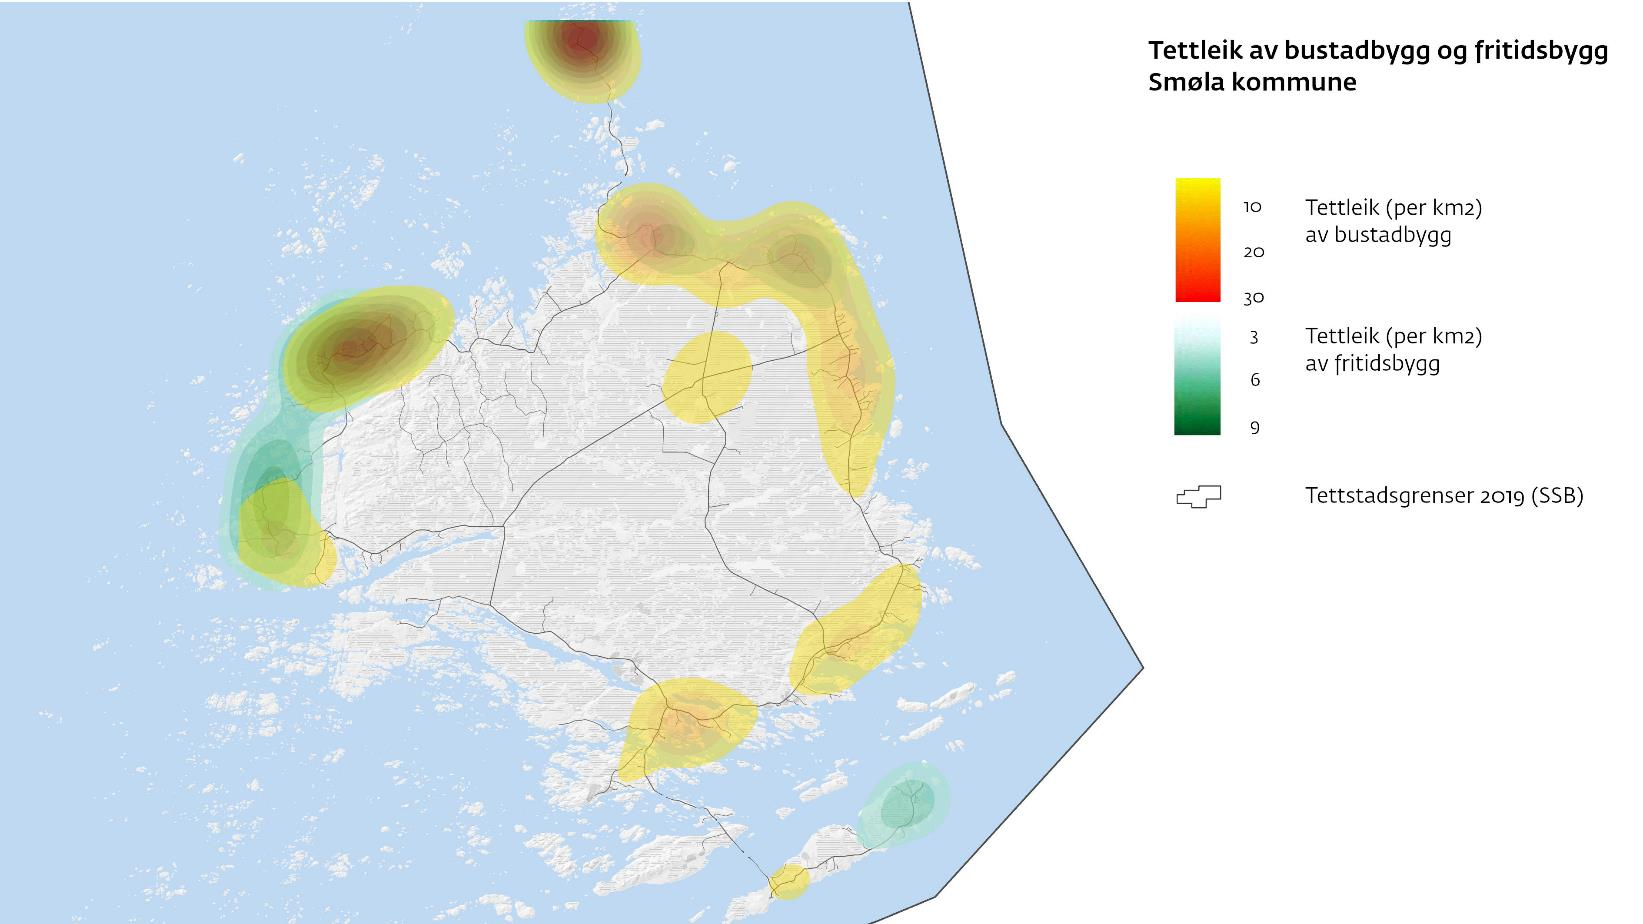 Tettleik av bustadbygg og fritidsbygg
Smøla kommune
10
20
30
Tettleik (per km2)
av bustadbygg
3
6
9
Tettleik (per km2)
av fritidsbygg
Tettstadsgrenser 2019 (SSB)